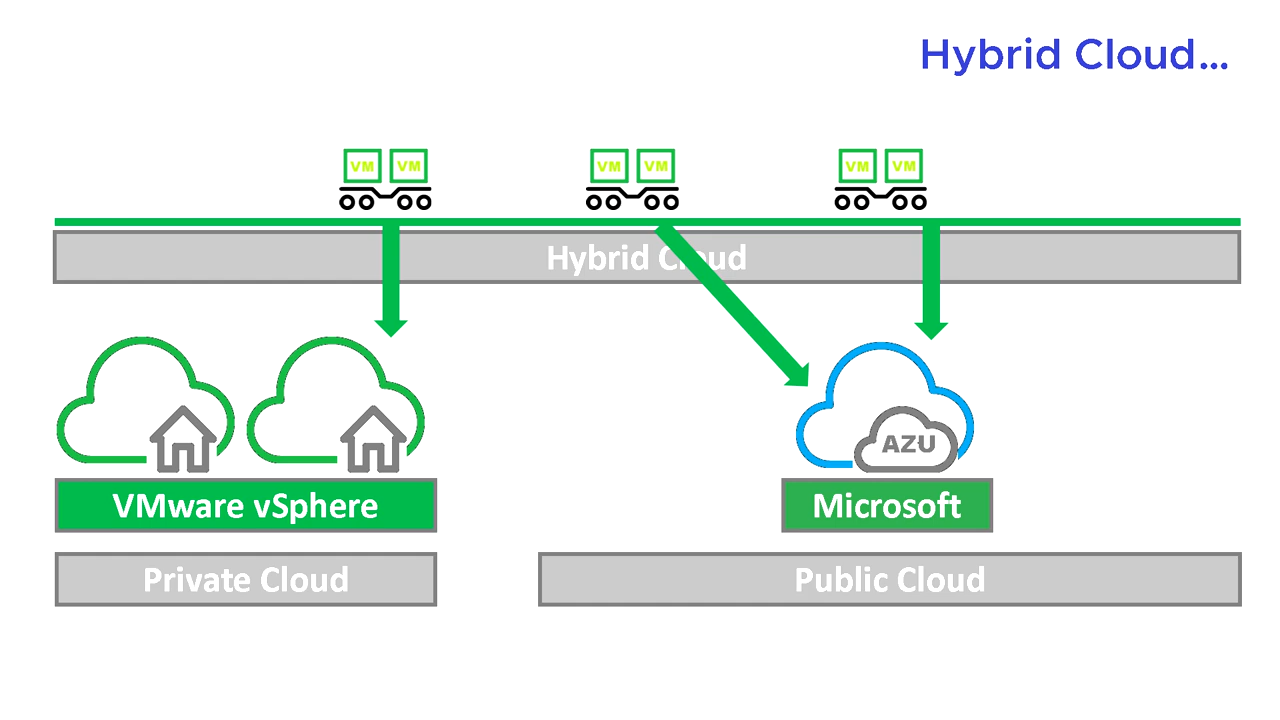 Hybrid Cloud...
VM VM VM VM VM VM
Hybrid Cloud
AZU
VMware vSphere
Microsoft
Private Cloud
Public Cloud